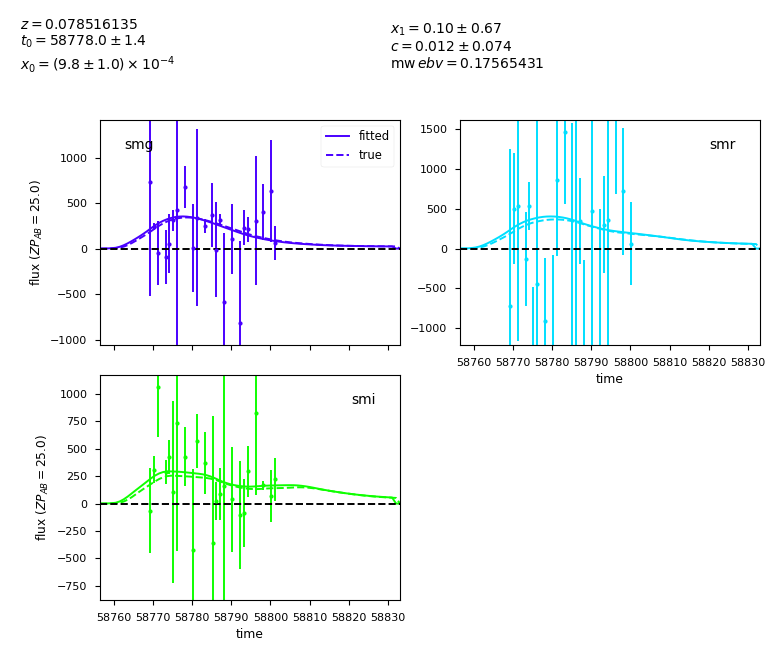 z = 0.078516135
t₀ = 58778.0 ± 1.4
x₀ = (9.8 ± 1.0) × 10⁻⁴
x₁ = 0.10 ± 0.67
c = 0.012 ± 0.074
mw ebv = 0.17565431
smg
fitted
true
flux (ZP_AB = 25.0)
1000
500
0
−500
−1000
smr
1500
1000
500
0
−500
−1000
58760 58770 58780 58790 58800 58810 58820 58830
time
smi
flux (ZP_AB = 25.0)
1000
750
500
250
0
−250
−500
−750
58760 58770 58780 58790 58800 58810 58820 58830
time